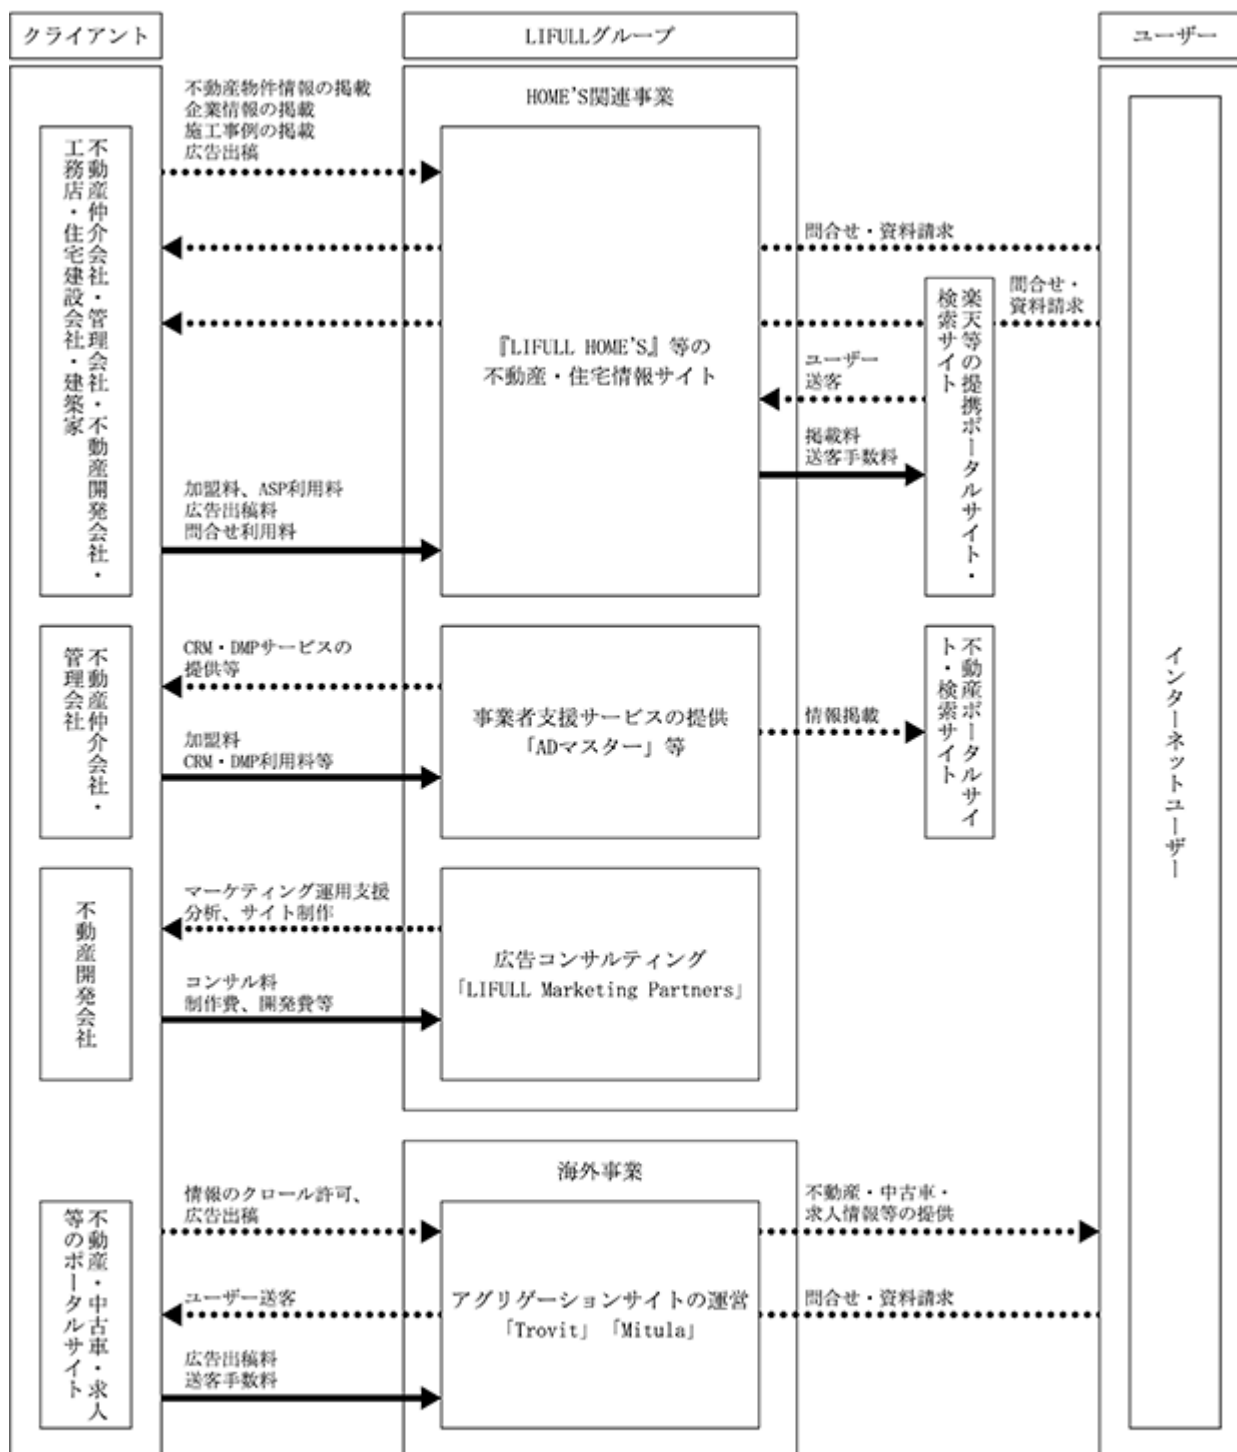 クライアント
LIFULLグループ
ユーザー
不動産物件情報の掲載
企業情報の掲載
施工事例の掲載
広告出稿
HOME'S関連事業
不動産仲介会社・管理会社・不動産開発会社・
工務店・住宅建設会社・建築家
『LIFULL HOME'S』等の
不動産・住宅情報サイト
問合せ・資料請求
問合せ・
資料請求
楽天等の提携ポータルサイト・
検索サイト
ユーザー
送客
掲載料
送客手数料
加盟料、ASP利用料
広告出稿料
問合せ利用料
インターネットユーザー
不動産仲介会社・
管理会社
CRM・DMPサービスの
提供等
加盟料
CRM・DMP利用料等
事業者支援サービスの提供
「ADマスター」等
情報掲載
不動産ポータルサイ
ト・検索サイト
不動産開発会社
マーケティング運用支援
分析、サイト制作
コンサル料
制作費、開発費等
広告コンサルティング
「LIFULL Marketing Partners」
海外事業
不動産・中古車・求人
等のポータルサイト
情報のクロール許可、
広告出稿
ユーザー送客
広告出稿料
送客手数料
アグリゲーションサイトの運営
「Trovit」「Mitula」
不動産・中古車・
求人情報等の提供
問合せ・資料請求